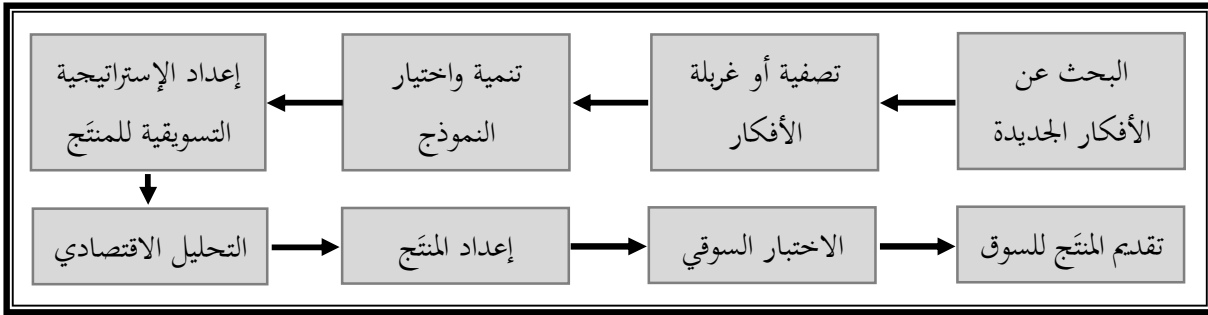 البحث عن
الأفكار الجديدة
تصفية أو غربلة
الأفكار
تنمية واختيار
النموذج
إعداد الإستراتيجية
التسويقية للمنتَج
التحليل الاقتصادي
إعداد المنتَج
الاختبار السوقي
تقديم المنتَج للسوق